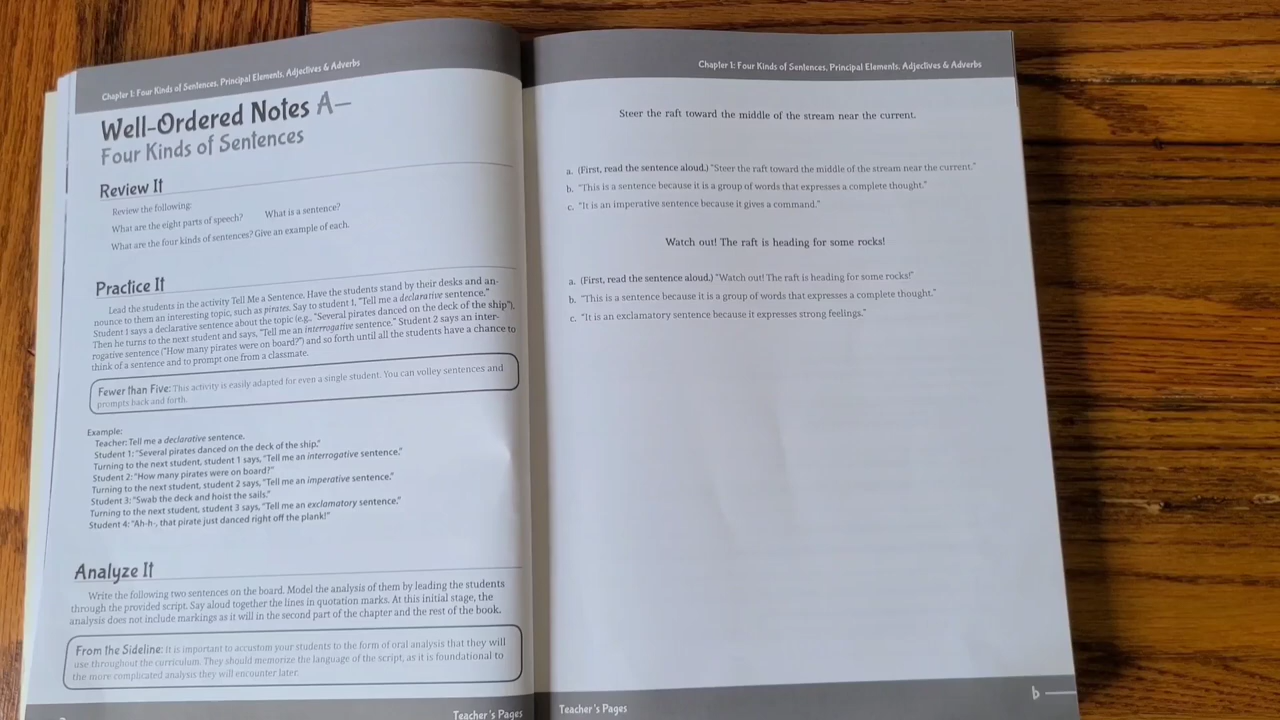 Chapter 1: Four Kinds of Sentences, Principal Elements, Adjectives & Adverbs
Well-Ordered Notes A–
Four Kinds of Sentences
Review It
Review the following:
What are the eight parts of speech? What is a sentence?
What are the four kinds of sentences? Give an example of each.
Practice It
Lead the students in the activity Tell Me a Sentence. Have the students stand by their desks and an-
nounce to them an interesting topic, such as pirates. Say to student 1, "Tell me a declarative sentence."
Student 1 says a declarative sentence about the topic (e.g., "Several pirates danced on the deck of the ship").
Then he turns to the next student and says, "Tell me an interrogative sentence." Student 2 says an inter-
rogative sentence ("How many pirates were on board?") and so forth until all the students have a chance to
think of a sentence and to prompt one from a classmate.
Fewer than Five: This activity is easily adapted for even a single student. You can volley sentences and
prompts back and forth.
Example:
Teacher: Tell me a declarative sentence.
Student 1: "Several pirates danced on the deck of the ship."
Turning to the next student, student 1 says, "Tell me an interrogative sentence."
Student 2: "How many pirates were on board?"
Turning to the next student, student 2 says, "Tell me an imperative sentence."
Student 3: "Swab the deck and hoist the sails."
Turning to the next student, student 3 says, "Tell me an exclamatory sentence."
Student 4: "Ah-h-, that pirate just danced right off the plank!"
Analyze It
Write the following two sentences on the board. Model the analysis of them by leading the students
through the provided script. Say aloud together the lines in quotation marks. At this initial stage, the
analysis does not include markings as it will in the second part of the chapter and the rest of the book.
From the Sideline: It is important to accustom your students to the form of oral analysis that they will
use throughout the curriculum. They should memorize the language of the script, as it is foundational to
the more complicated analysis they will encounter later.
Teacher's Pages
Chapter 1: Four Kinds of Sentences, Principal Elements, Adjectives & Adverbs
Steer the raft toward the middle of the stream near the current.
a. (First, read the sentence aloud.) "Steer the raft toward the middle of the stream near the current."
b. "This is a sentence because it is a group of words that expresses a complete thought."
c. "It is an imperative sentence because it gives a command."
Watch out! The raft is heading for some rocks!
a. (First, read the sentence aloud.) "Watch out! The raft is heading for some rocks!"
b. "This is a sentence because it is a group of words that expresses a complete thought."
c. "It is an exclamatory sentence because it expresses strong feelings."
Teacher's Pages
b